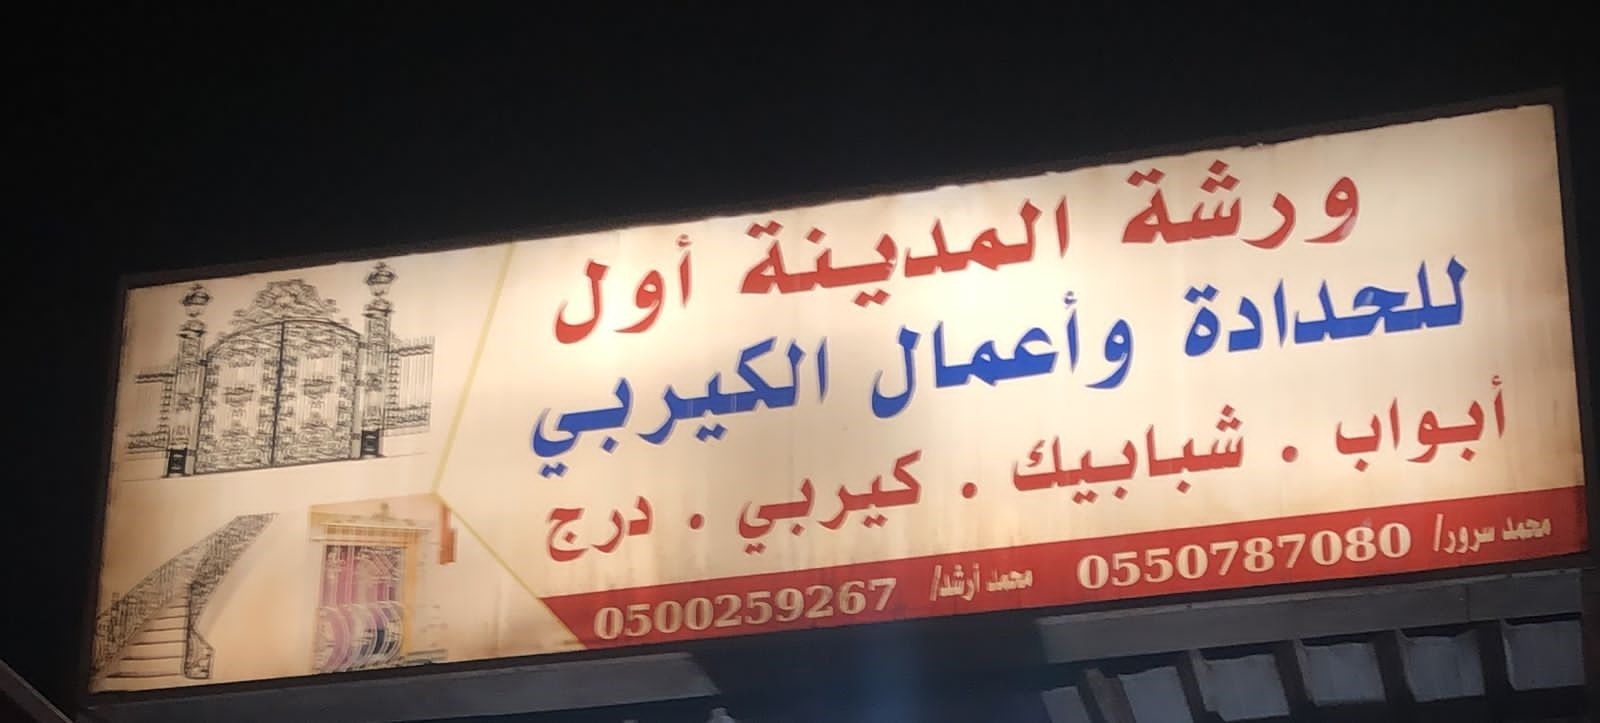 ورشة المدينة أول
للحدادة وأعمال الكيربي
أبواب . شبابيك . كيربي . درج
محمد سرور/ 0550787080 محمد أرشد/ 0500259267